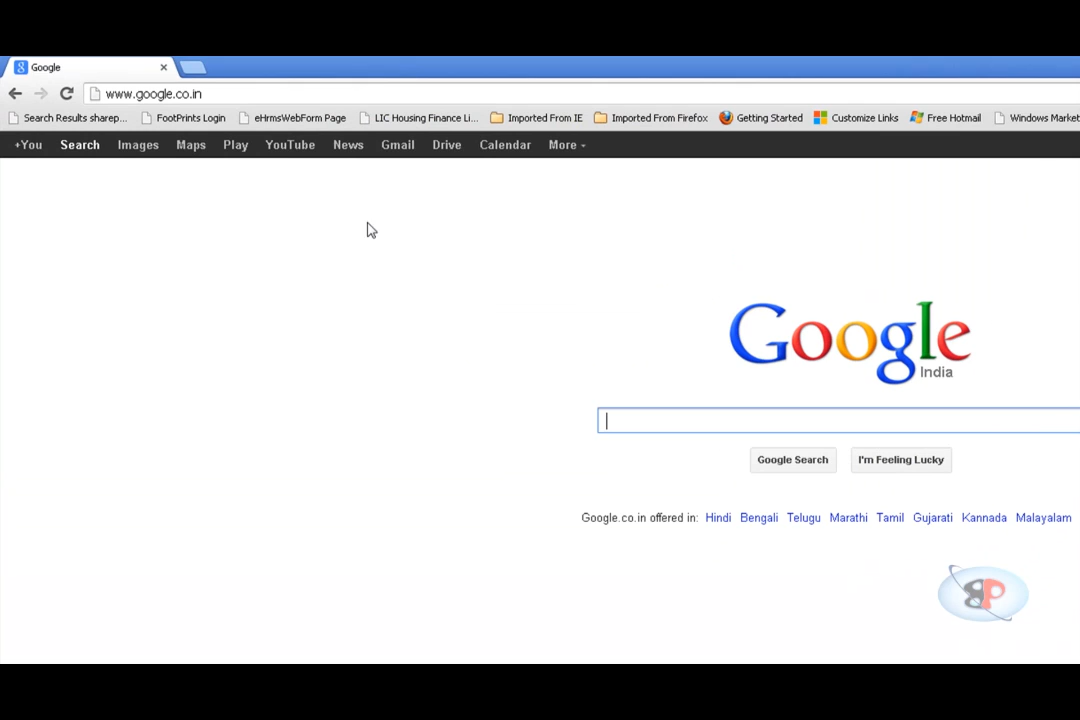 Google
www.google.co.in
Search Results sharep... FootPrints Login eHrmsWebForm Page LIC Housing Finance Li... Imported From IE Imported From Firefox Getting Started Customize Links Free Hotmail Windows Market
+You Search Images Maps Play YouTube News Gmail Drive Calendar More
Google
India
Google Search I'm Feeling Lucky
Google.co.in offered in: Hindi Bengali Telugu Marathi Tamil Gujarati Kannada Malayalam
BP